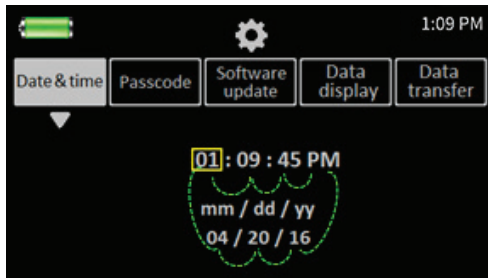 1:09 PM
Date & time Passcode Software update Data display Data transfer
01 : 09 : 45 PM
mm / dd / yy
04 / 20 / 16